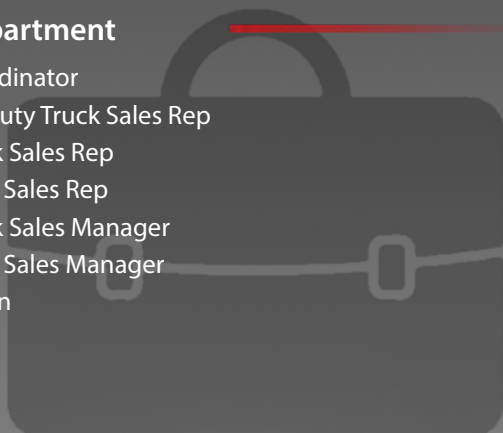 partment
dinator
uty Truck Sales Rep
k Sales Rep
Sales Rep
k Sales Manager
Sales Manager
n